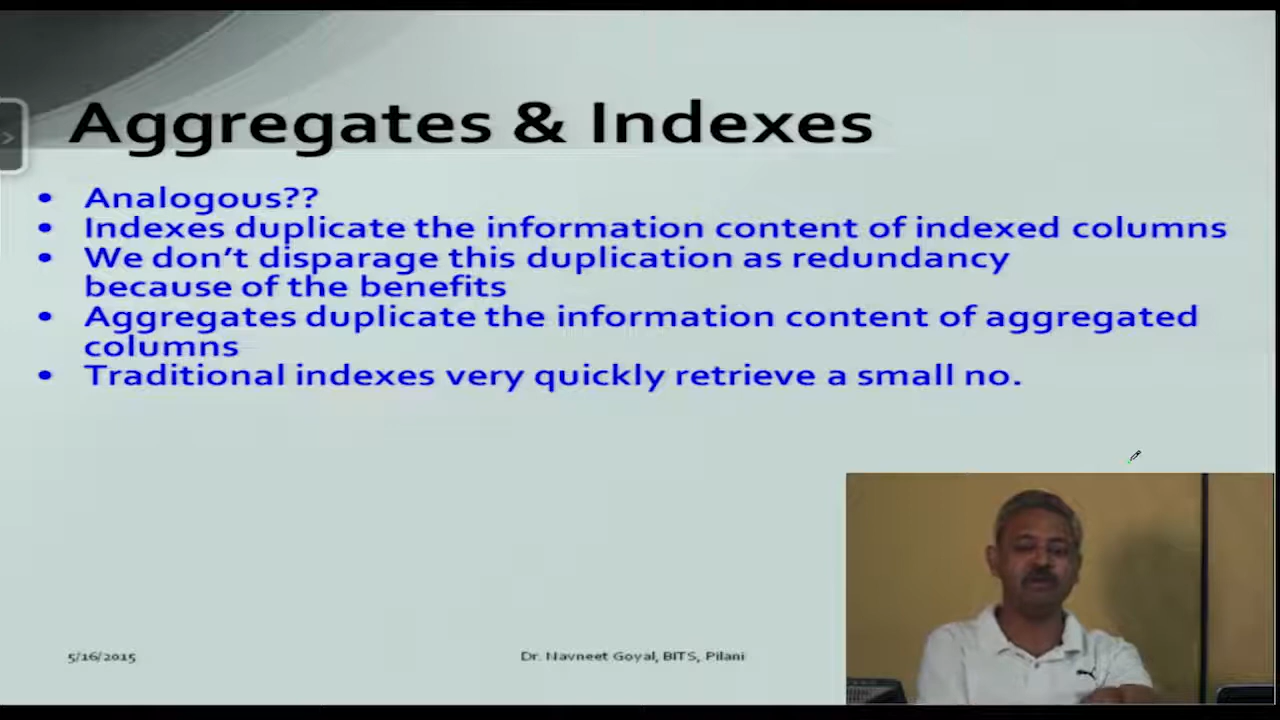 Aggregates & Indexes
• Analogous??
• Indexes duplicate the information content of indexed columns
• We don't disparage this duplication as redundancy
because of the benefits
• Aggregates duplicate the information content of aggregated
columns
• Traditional indexes very quickly retrieve a small no.
5/16/2015
Dr. Navneet Goyal, BITS, Pilani